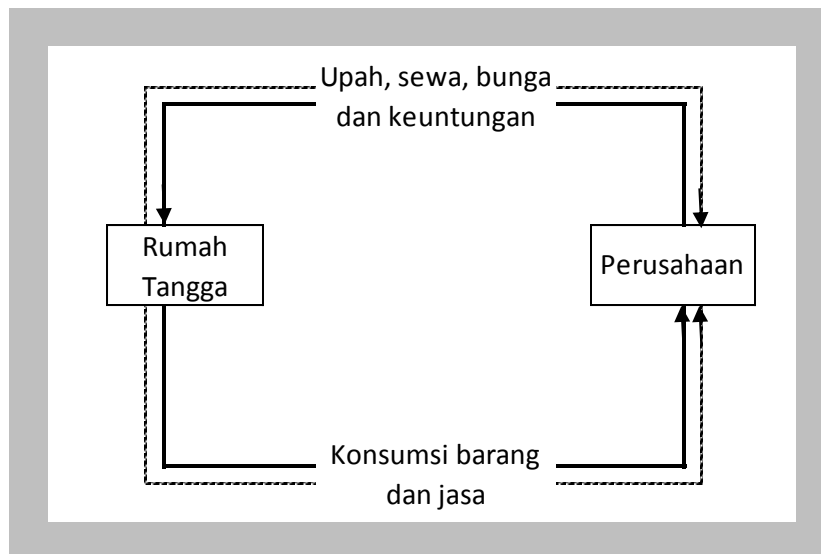 Upah, sewa, bunga
dan keuntungan
Rumah
Tangga
Perusahaan
Konsumsi barang
dan jasa